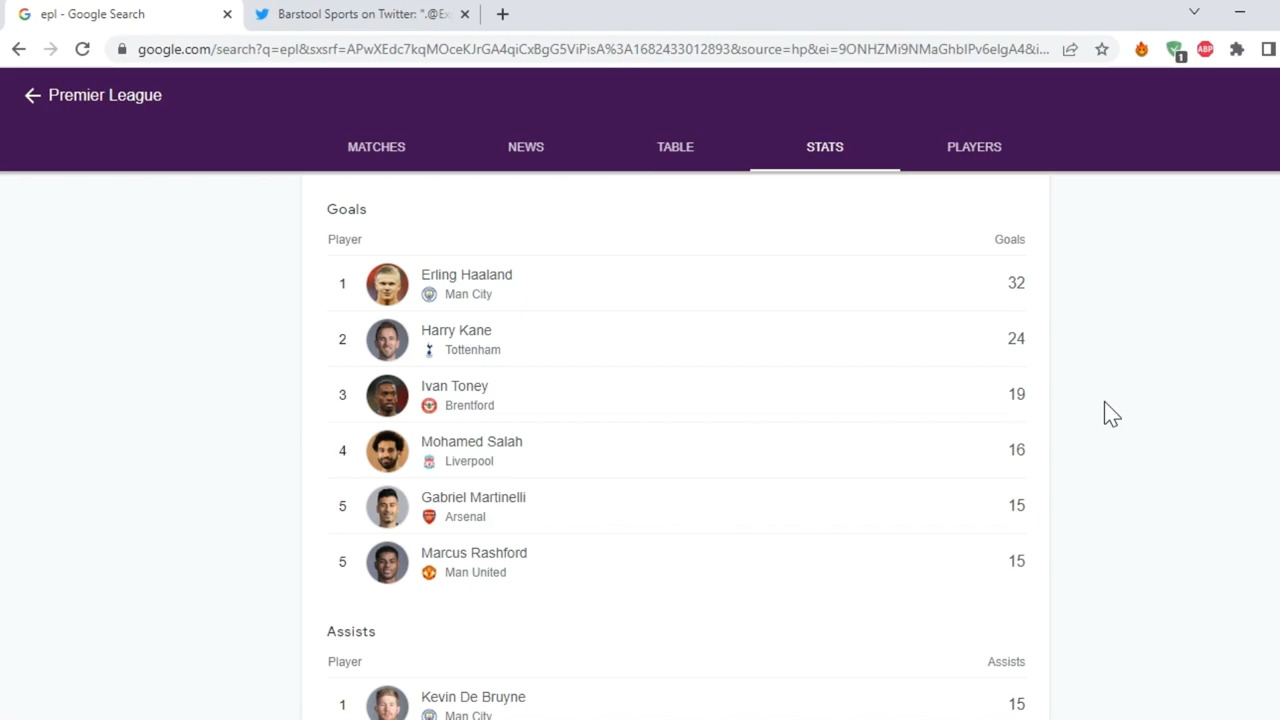 epl - Google Search
Barstool Sports on Twitter: ".@Ex
google.com/search?q=epl&sxsrf=APwXEdc7kqMOceKJrGA4qiCxBgG5ViPisA%3A1682433012893&source=hp&ei=9ONHZMi9NMaGhbIPv6elgA4&i...
1
ABP
Premier League
MATCHES NEWS TABLE STATS PLAYERS
Goals
Player Goals
1 Erling Haaland 32
Man City
2 Harry Kane 24
Tottenham
3 Ivan Toney 19
Brentford
4 Mohamed Salah 16
Liverpool
5 Gabriel Martinelli 15
Arsenal
5 Marcus Rashford 15
Man United
Assists
Player Assists
1 Kevin De Bruyne 15
Man City